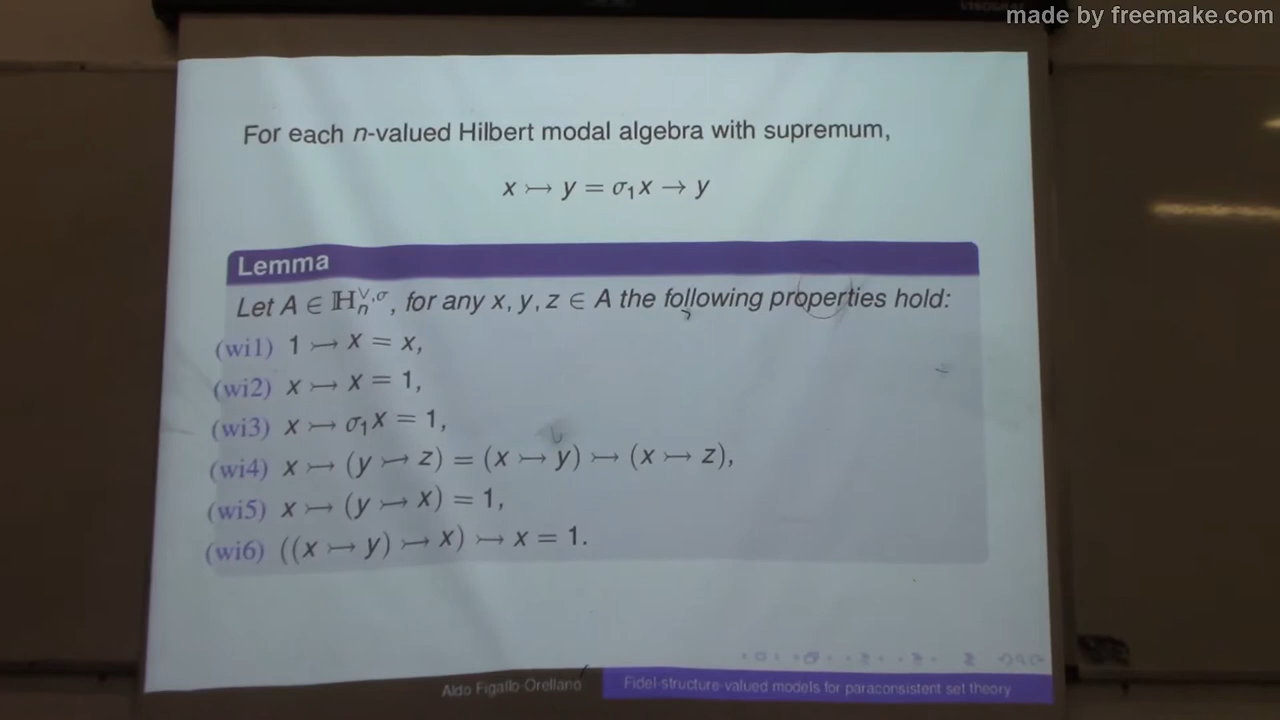 made by freemake.com
For each n-valued Hilbert modal algebra with supremum,
x ↣ y = σ₁x → y
Lemma
Let A ∈ ℍₙ^∨,σ, for any x, y, z ∈ A the following properties hold:
(wi1) 1 ↣ x = x,
(wi2) x ↣ x = 1,
(wi3) x ↣ σ₁x = 1,
(wi4) x ↣ (y ↣ z) = (x ↣ y) ↣ (x ↣ z),
(wi5) x ↣ (y ↣ x) = 1,
(wi6) ((x ↣ y) ↣ x) ↣ x = 1.
Aldo Figallo-Orellano Fidel-structure-valued models for paraconsistent set theory